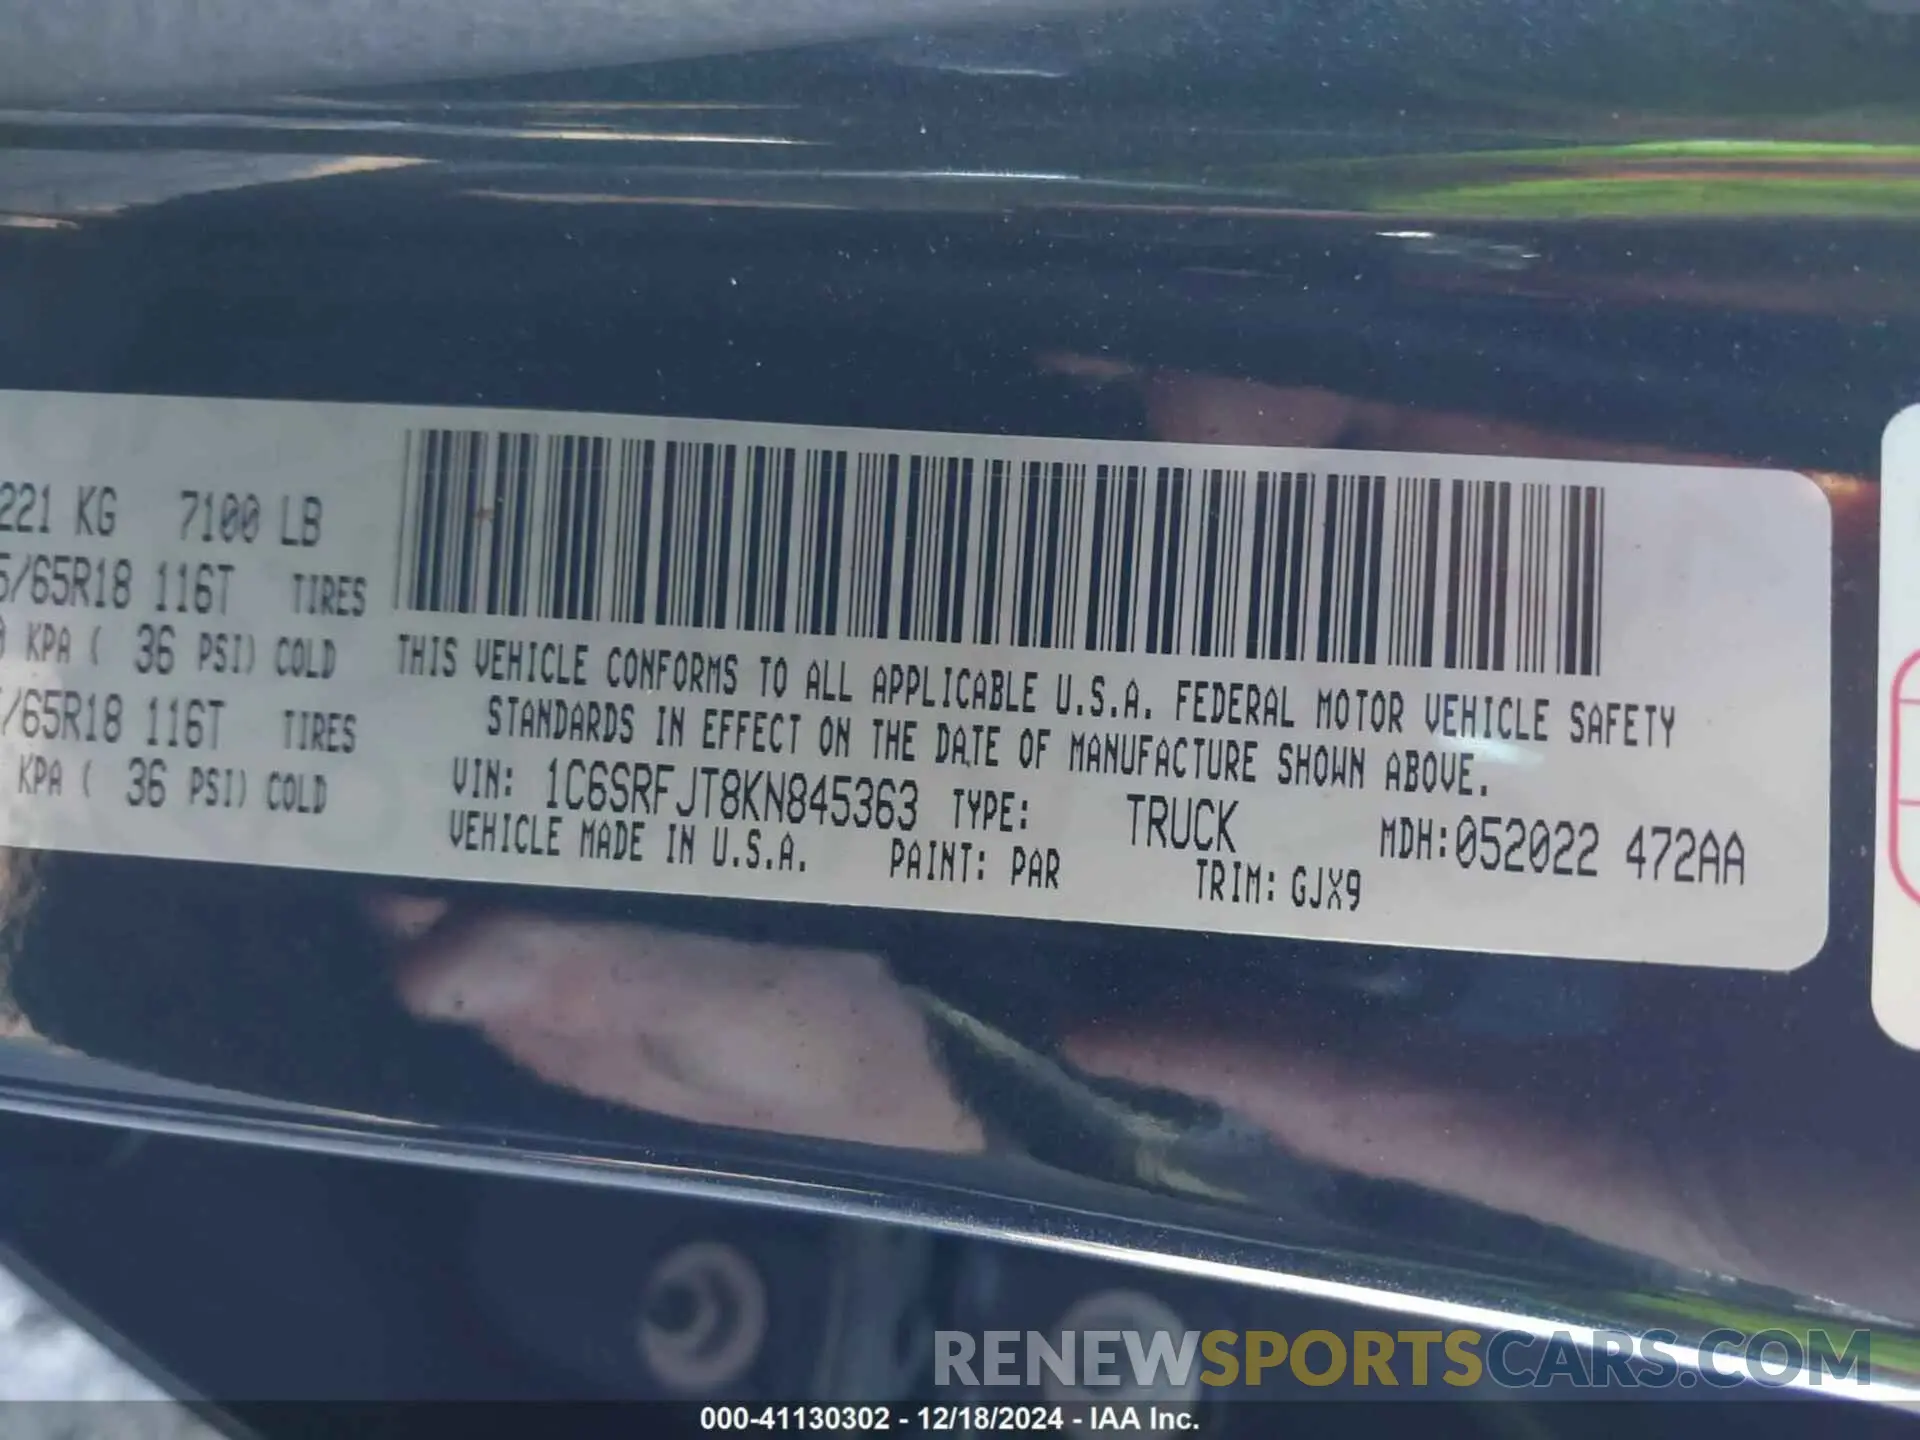 221 KG 7100 LB
5/65R18 116T TIRES
0 KPA ( 36 PSI) COLD
/65R18 116T TIRES
KPA ( 36 PSI) COLD
THIS VEHICLE CONFORMS TO ALL APPLICABLE U.S.A. FEDERAL MOTOR VEHICLE SAFETY
STANDARDS IN EFFECT ON THE DATE OF MANUFACTURE SHOWN ABOVE.
VIN: 1C6SRFJT8KN845363 TYPE: TRUCK MDH:052022 472AA
VEHICLE MADE IN U.S.A. PAINT: PAR TRIM: GJX9
RENEWSPORTSCARS.COM
000-41130302 - 12/18/2024 - IAA Inc.